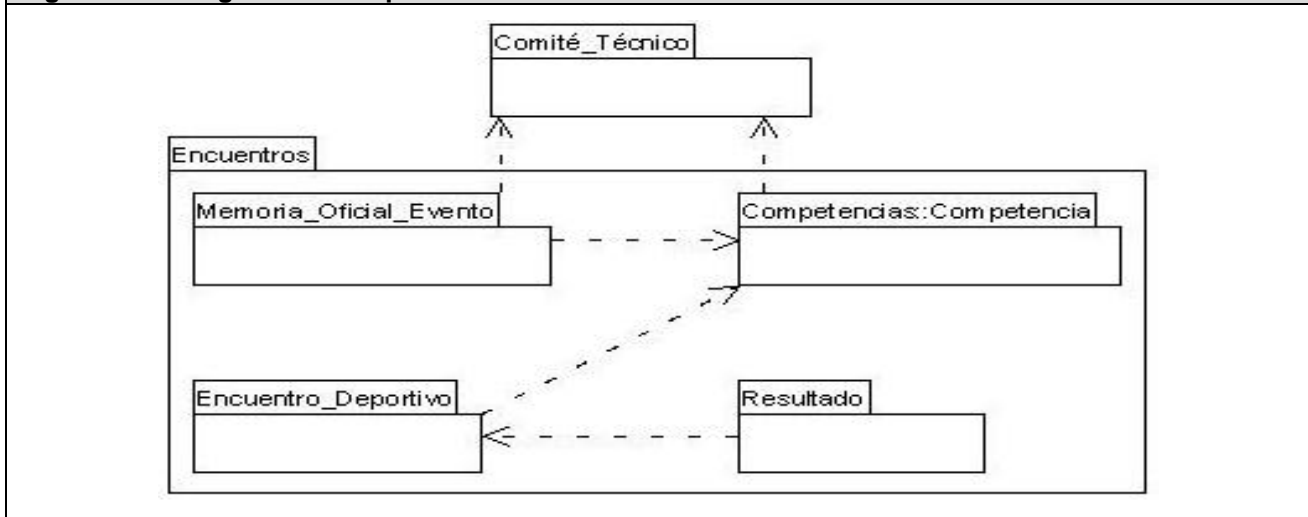 Comité_Técnico
Encuentros
Memoria_Oficial_Evento
Competencias::Competencia
Encuentro_Deportivo
Resultado